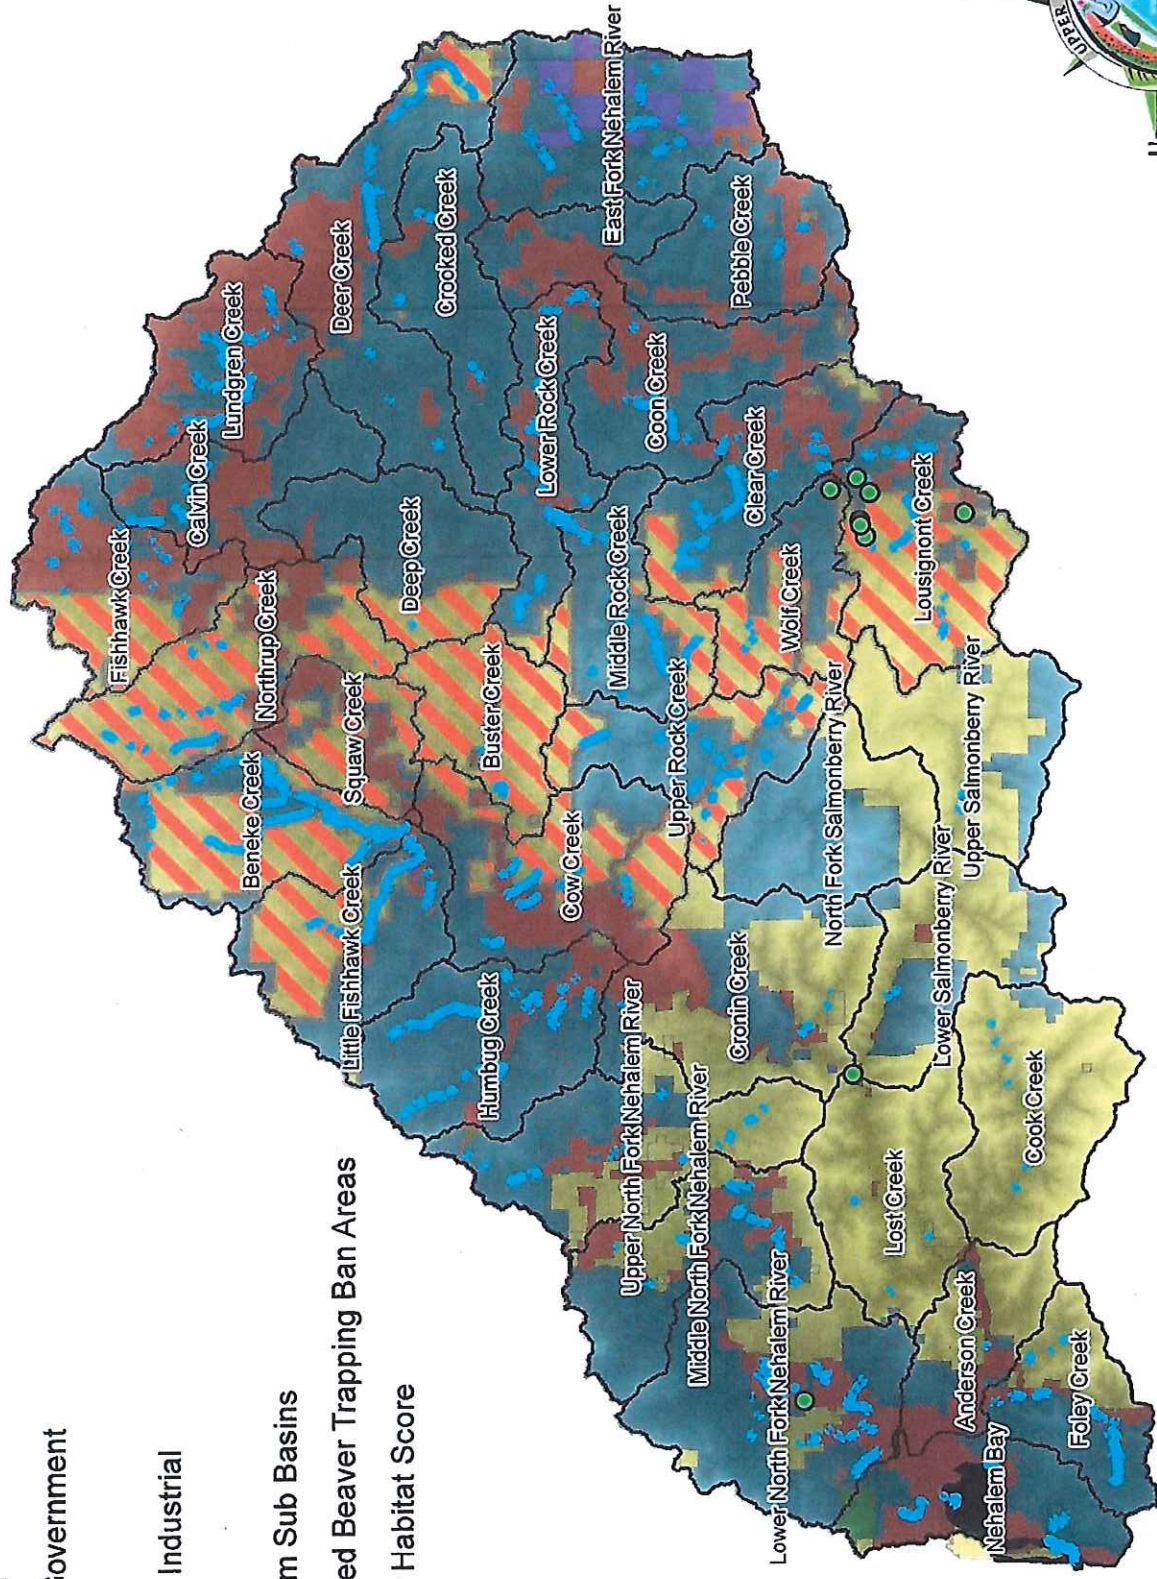 Government
Industrial
m Sub Basins
ed Beaver Trapping Ban Areas
Habitat Score
UPPER
Fishhawk Creek
Calvin Creek
Lundgren Creek
Deer Creek
Crooked Creek
East Fork Nehalem River
Northrup Creek
Deep Creek
Lower Rock Creek
Coon Creek
Pebble Creek
Beneke Creek
Squaw Creek
Buster Creek
Middle Rock Creek
Clear Creek
Little Fishhawk Creek
Cow Creek
Upper Rock Creek
Wolf Creek
Lousigmont Creek
Humbug Creek
Upper North Fork Nehalem River
Cronin Creek
North Fork Salmonberry River
Upper Salmonberry River
Middle North Fork Nehalem River
Lower Salmonberry River
Lost Creek
Cook Creek
Lower North Fork Nehalem River
Anderson Creek
Nehalem Bay
Foley Creek